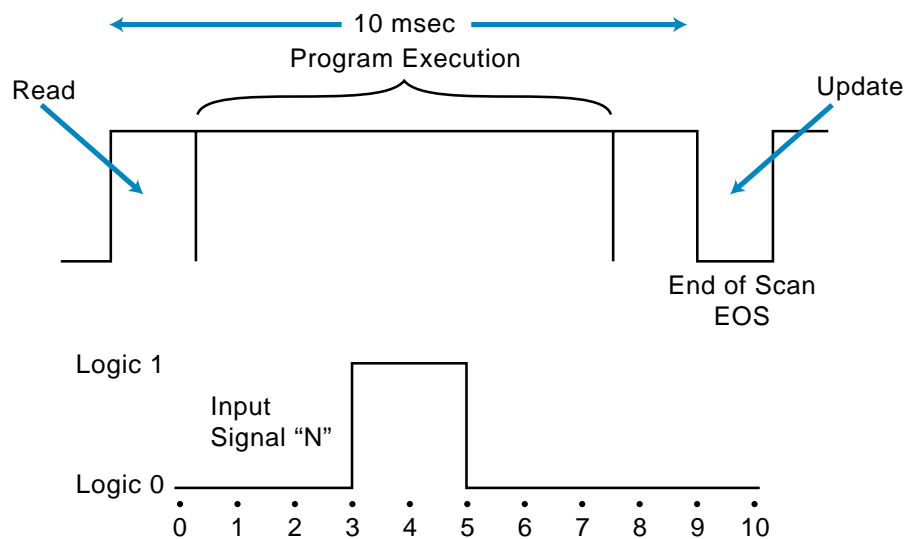 10 msec
Program Execution
Read
Update
End of Scan
EOS
Logic 1
Input
Signal “N”
Logic 0
0 1 2 3 4 5 6 7 8 9 10